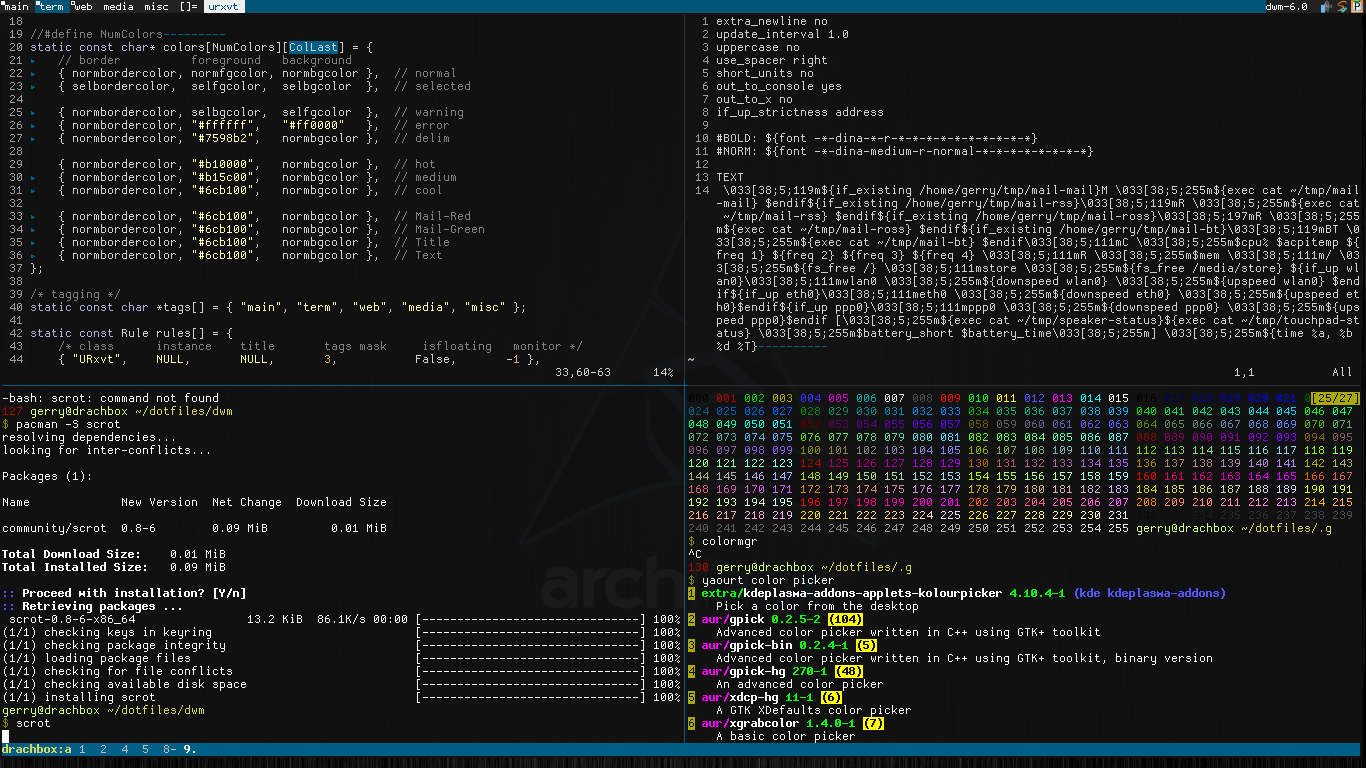 main term web media misc []= urxvt dwm-6.0
18
19 //#define NumColors---------
20 static const char* colors[NumColors][ColLast] = {
21 ▸ // border foreground background
22 ▸ { normbordercolor, normfgcolor, normbgcolor }, // normal
23 ▸ { selbordercolor, selfgcolor, selbgcolor }, // selected
24
25 ▸ { normbordercolor, selbgcolor, selfgcolor }, // warning
26 ▸ { normbordercolor, "#ffffff", "#ff0000" }, // error
27 ▸ { normbordercolor, "#7598b2", normbgcolor }, // delim
28
29 ▸ { normbordercolor, "#b10000", normbgcolor }, // hot
30 ▸ { normbordercolor, "#b15c00", normbgcolor }, // medium
31 ▸ { normbordercolor, "#6cb100", normbgcolor }, // cool
32
33 ▸ { normbordercolor, "#6cb100", normbgcolor }, // Mail-Red
34 ▸ { normbordercolor, "#6cb100", normbgcolor }, // Mail-Green
35 ▸ { normbordercolor, "#6cb100", normbgcolor }, // Title
36 ▸ { normbordercolor, "#6cb100", normbgcolor }, // Text
37 };
38
39 /* tagging */
40 static const char *tags[] = { "main", "term", "web", "media", "misc" };
41
42 static const Rule rules[] = {
43 /* class instance title tags mask isfloating monitor */
44 { "URxvt", NULL, NULL, 3, False, -1 },
33,60-63 14%
1 extra_newline no
2 update_interval 1.0
3 uppercase no
4 use_spacer right
5 short_units no
6 out_to_console yes
7 out_to_x no
8 if_up_strictness address
9
10 #BOLD: ${font -*-dina-*-r-*-*-*-*-*-*-*-*-*-*}
11 #NORM: ${font -*-dina-medium-r-normal-*-*-*-*-*-*-*-*}
12
13 TEXT
14 \033[38;5;119m${if_existing /home/gerry/tmp/mail-mail}M \033[38;5;255m${exec cat ~/tmp/mail
-mail} $endif${if_existing /home/gerry/tmp/mail-rss}\033[38;5;119mR \033[38;5;255m${exec cat
~/tmp/mail-rss} $endif${if_existing /home/gerry/tmp/mail-ross}\033[38;5;197mR \033[38;5;255
m${exec cat ~/tmp/mail-ross} $endif${if_existing /home/gerry/tmp/mail-bt}\033[38;5;119mBT \0
33[38;5;255m${exec cat ~/tmp/mail-bt} $endif\033[38;5;111mC \033[38;5;255m$cpu% $acpitemp ${
freq 1} ${freq 2} ${freq 3} ${freq 4} \033[38;5;111mR \033[38;5;255m$mem \033[38;5;111m/ \03
3[38;5;255m${fs_free /} \033[38;5;111mstore \033[38;5;255m${fs_free /media/store} ${if_up wl
an0}\033[38;5;111mwlan0 \033[38;5;255m${downspeed wlan0} ${upspeed wlan0} $end
if${if_up eth0}\033[38;5;111meth0 \033[38;5;255m${downspeed eth0} ${upspeed et
h0}$endif${if_up ppp0}\033[38;5;111mppp0 \033[38;5;255m${downspeed ppp0} ${ups
peed ppp0}$endif [\033[38;5;255m${exec cat ~/tmp/speaker-status}${exec cat ~/tmp/touchpad-st
atus} \033[38;5;255m$battery_short $battery_time\033[38;5;255m] \033[38;5;255m${time %a, %b
%d %T}----------
~
1,1 All
-bash: scrot: command not found
127 gerry@drachbox ~/dotfiles/dwm
$ pacman -S scrot
resolving dependencies...
looking for inter-conflicts...
Packages (1):
Name New Version Net Change Download Size
community/scrot 0.8-6 0.09 MiB 0.01 MiB
Total Download Size: 0.01 MiB
Total Installed Size: 0.09 MiB
:: Proceed with installation? [Y/n]
:: Retrieving packages ...
scrot-0.8-6-x86_64 13.2 KiB 86.1K/s 00:00 [-------------------------------] 100%
(1/1) checking keys in keyring [-------------------------------] 100%
(1/1) checking package integrity [-------------------------------] 100%
(1/1) loading package files [-------------------------------] 100%
(1/1) checking for file conflicts [-------------------------------] 100%
(1/1) checking available disk space [-------------------------------] 100%
(1/1) installing scrot [-------------------------------] 100%
gerry@drachbox ~/dotfiles/dwm
$ scrot
000 001 002 003 004 005 006 007 008 009 010 011 012 013 014 015 016 [25/27]
024 025 026 027 028 029 030 031 032 033 034 035 036 037 038 039 040 041 042 043 044 045 046 047
048 049 050 051 052 053 054 055 056 057 058 059 060 061 062 063 064 065 066 067 068 069 070 071
072 073 074 075 076 077 078 079 080 081 082 083 084 085 086 087 088 089 090 091 092 093 094 095
096 097 098 099 100 101 102 103 104 105 106 107 108 109 110 111 112 113 114 115 116 117 118 119
120 121 122 123 124 125 126 127 128 129 130 131 132 133 134 135 136 137 138 139 140 141 142 143
144 145 146 147 148 149 150 151 152 153 154 155 156 157 158 159 160 161 162 163 164 165 166 167
168 169 170 171 172 173 174 175 176 177 178 179 180 181 182 183 184 185 186 187 188 189 190 191
192 193 194 195 196 197 198 199 200 201 202 203 204 205 206 207 208 209 210 211 212 213 214 215
216 217 218 219 220 221 222 223 224 225 226 227 228 229 230 231 235 236 237 238 239
240 241 242 243 244 245 246 247 248 249 250 251 252 253 254 255 gerry@drachbox ~/dotfiles/.g
$ colormgr
^C
130 gerry@drachbox ~/dotfiles/.g
$ yaourt color picker
1 extra/kdeplasma-addons-applets-kolourpicker 4.10.4-1 (kde kdeplasma-addons)
Pick a color from the desktop
2 aur/gpick 0.2.5-2 (104)
Advanced color picker written in C++ using GTK+ toolkit
3 aur/gpick-bin 0.2.4-1 (5)
Advanced color picker written in C++ using GTK+ toolkit, binary version
4 aur/gpick-hg 270-1 (48)
An advanced color picker
5 aur/xdcp-hg 11-1 (6)
A GTK XDefaults color picker
6 aur/xgrabcolor 1.4.0-1 (7)
A basic color picker
arch
drachbox:a 1 2 4 5 8- 9.